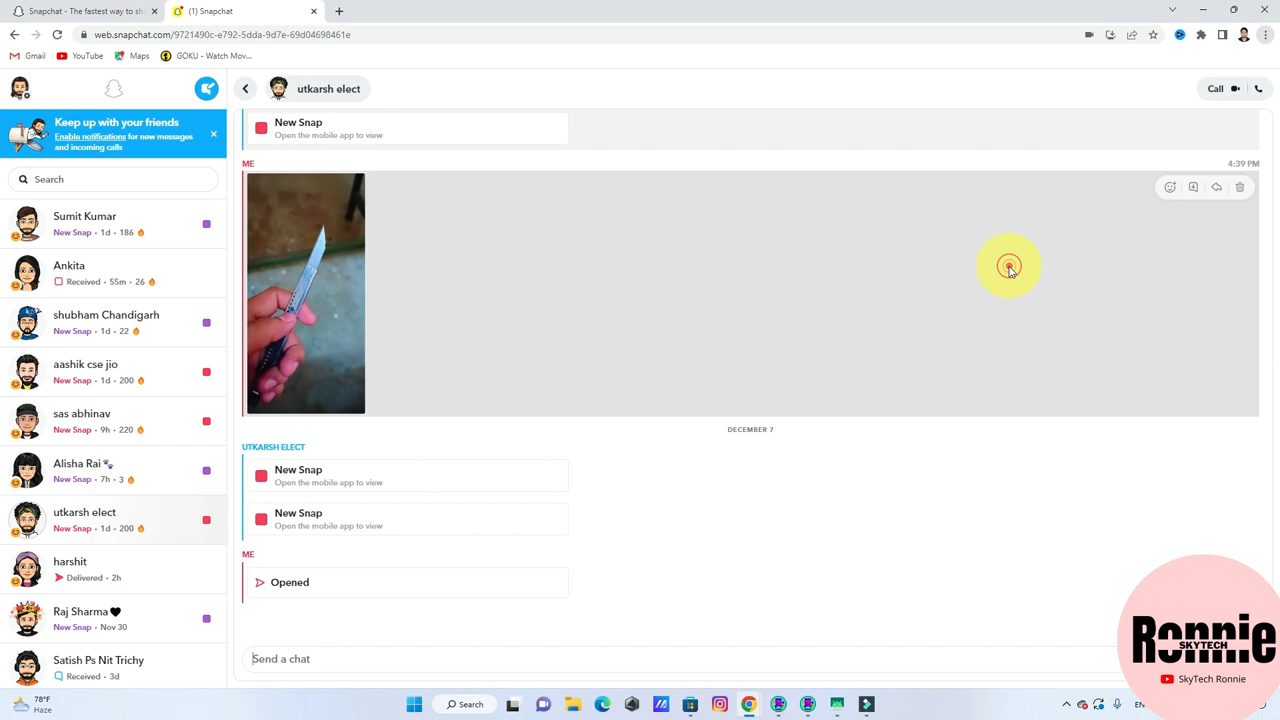 Snapchat - The fastest way to sh
(1) Snapchat
web.snapchat.com/9721490c-e792-5dda-9d7e-69d04698461e
Gmail
YouTube
Maps
GOKU - Watch Mov...
utkarsh elect
Call
Keep up with your friends
Enable notifications for new messages
and incoming calls
Search
Sumit Kumar
New Snap • 1d • 186
Ankita
Received • 55m • 26
shubham Chandigarh
New Snap • 1d • 22
aashik cse jio
New Snap • 1d • 200
sas abhinav
New Snap • 9h • 220
Alisha Rai
New Snap • 7h • 3
utkarsh elect
New Snap • 1d • 200
harshit
Delivered • 2h
Raj Sharma
New Snap • Nov 30
Satish Ps Nit Trichy
Received • 3d
New Snap
Open the mobile app to view
ME
4:39 PM
DECEMBER 7
UTKARSH ELECT
New Snap
Open the mobile app to view
New Snap
Open the mobile app to view
ME
Opened
Send a chat
Ronnie
SKYTECH
SkyTech Ronnie
78°F
Haze
Search
EN